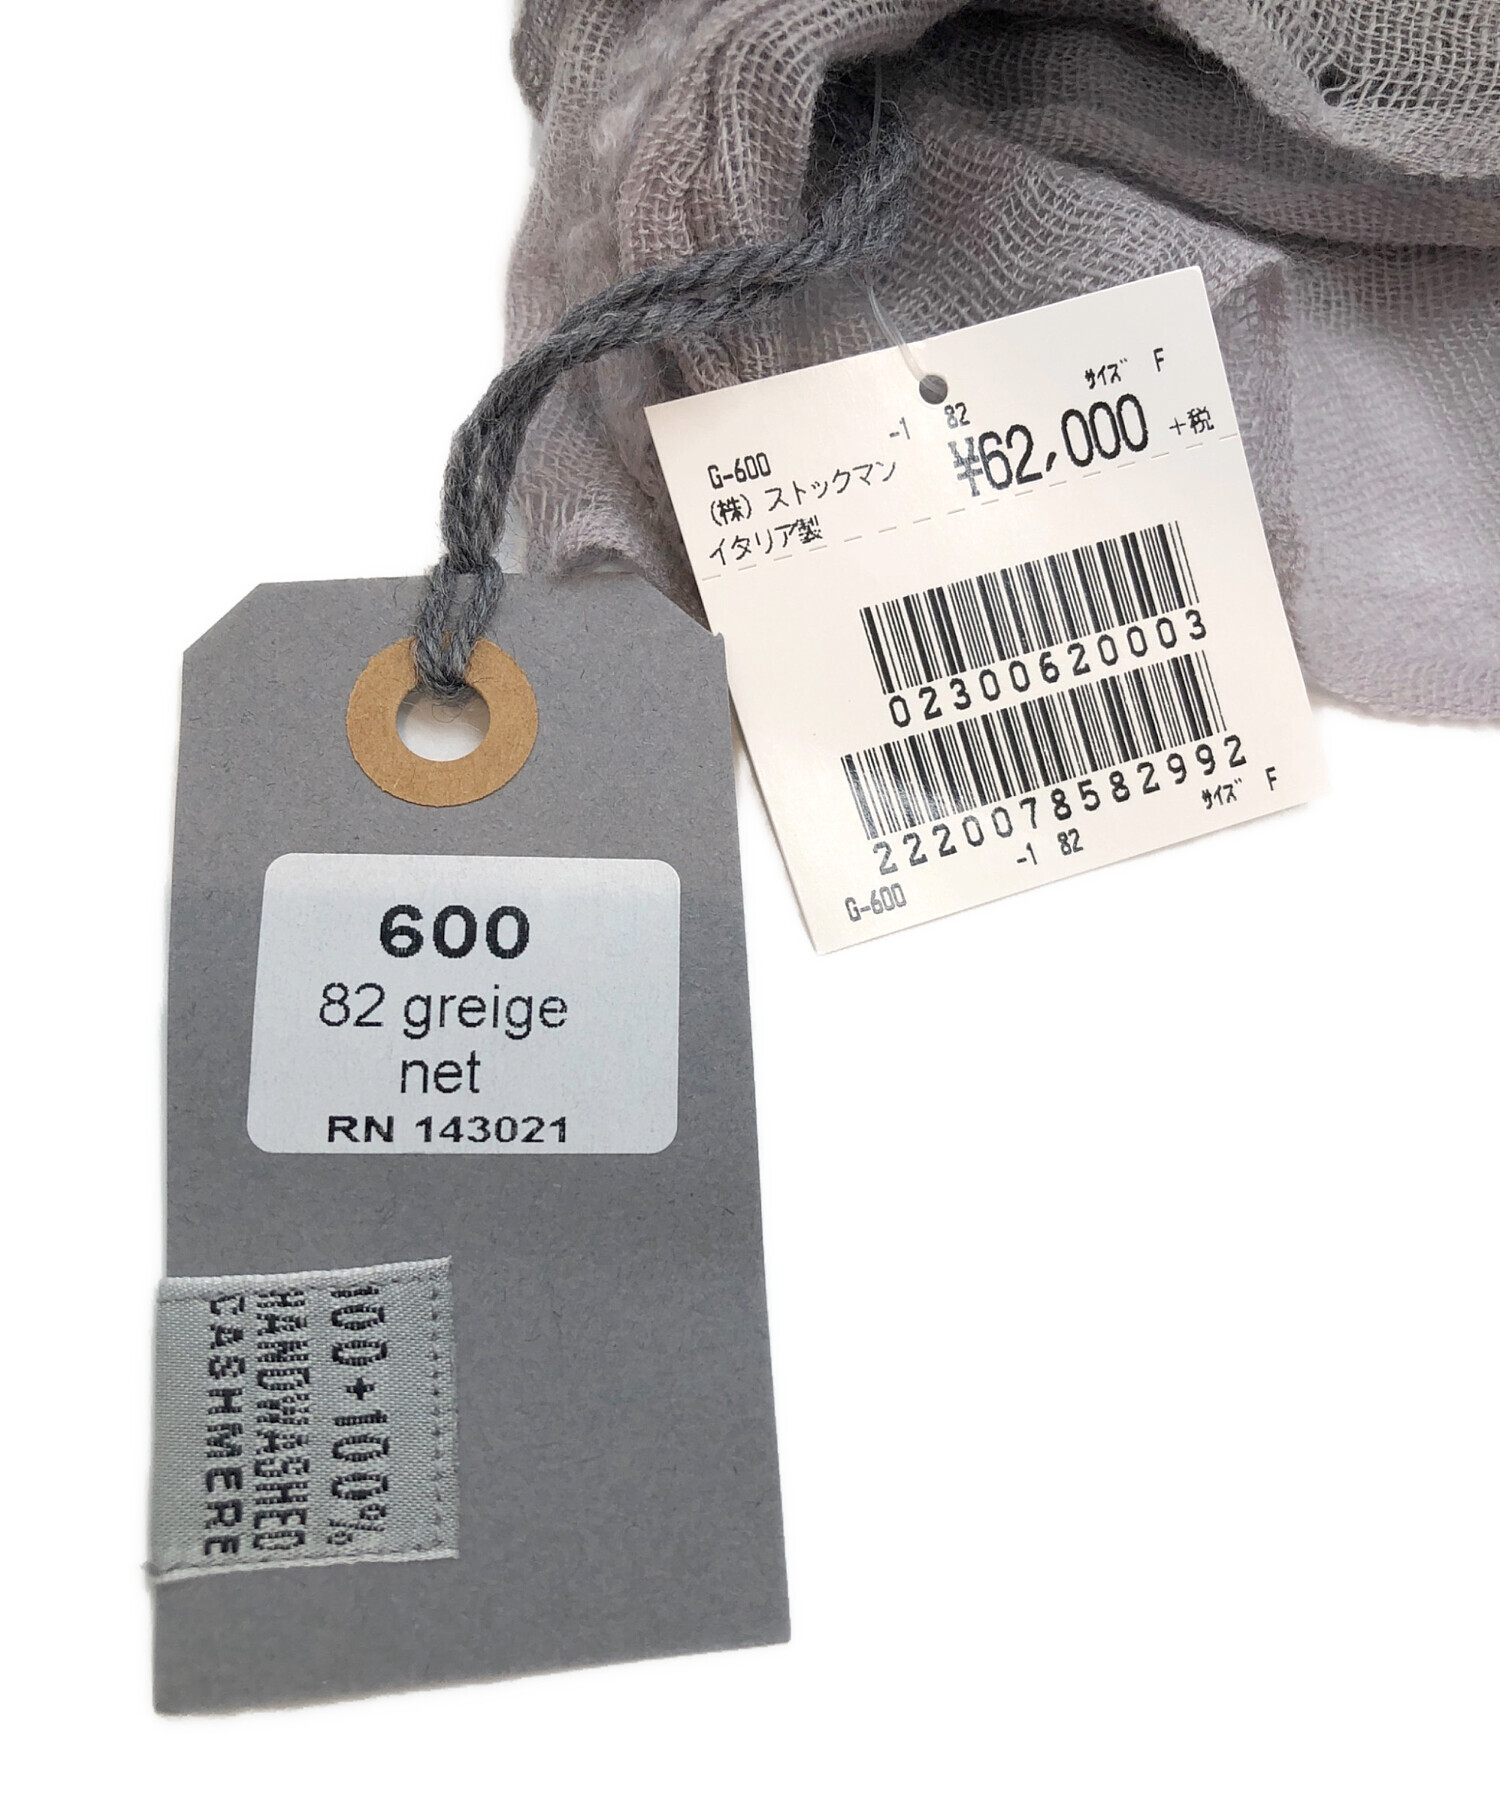 サイズ F
-1 82
¥62,000 +税
G-600
(株) ストックマン
イタリア製
02300620003
2220078582992
サイズ F
-1 82
G-600
600
82 greige
net
RN 143021
100+100%
HANDWASHED
CASHMERE